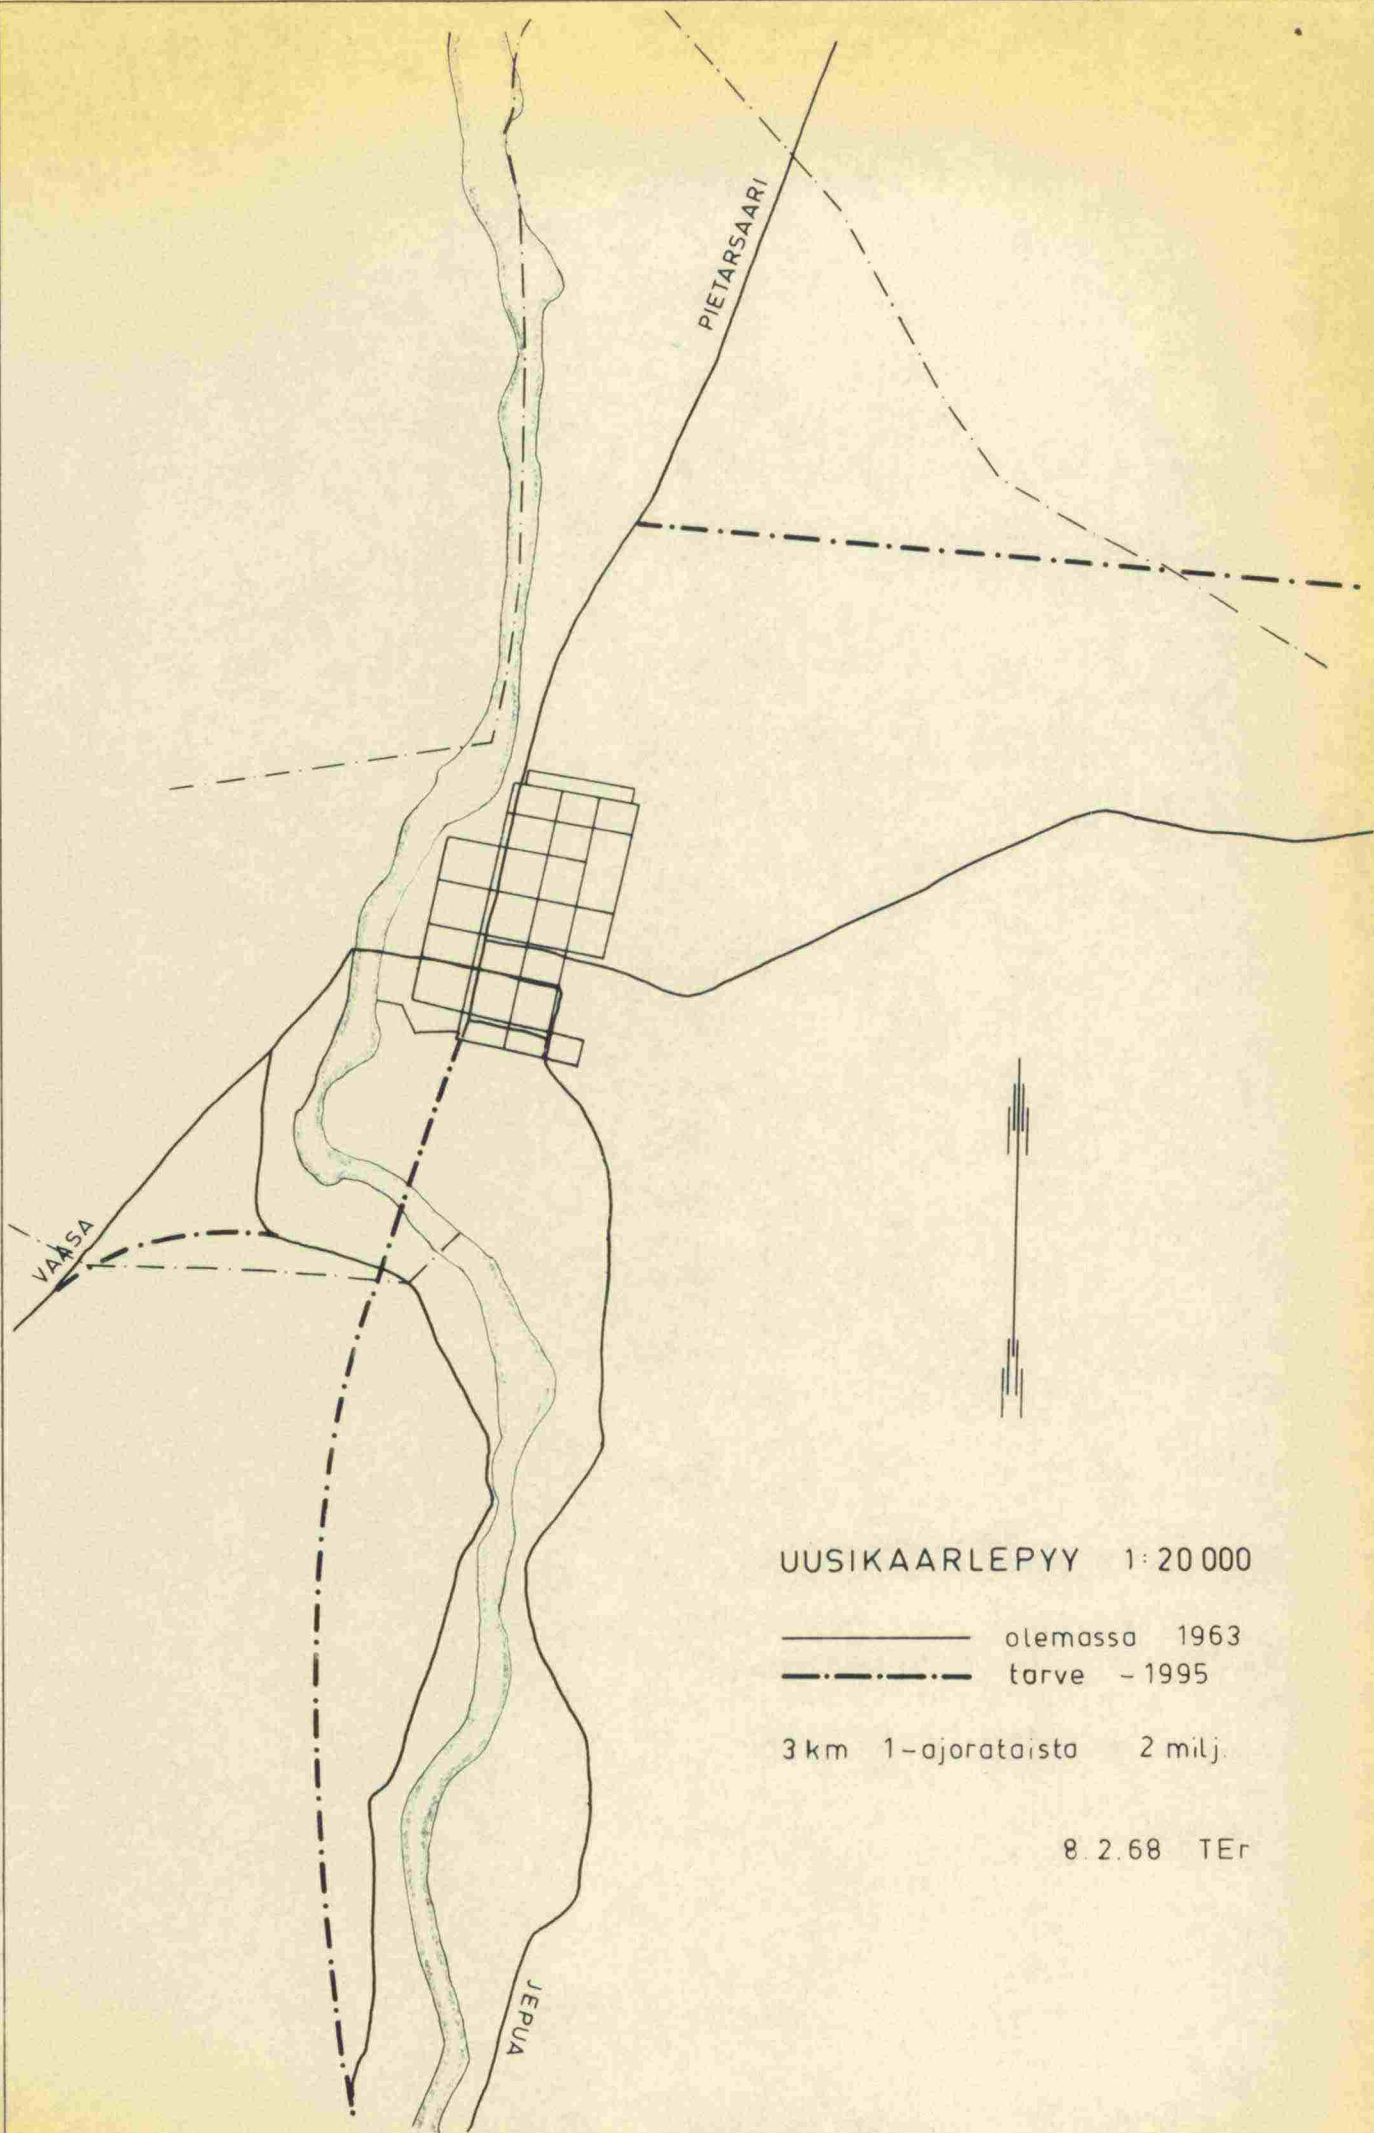 PIETARSAARI
VAASA
UUSIKAARLEPYY 1:20 000
olemassa 1963
tarve - 1995
3 km 1-ajorataista 2 milj.
8.2.68 TEr
JEPUA